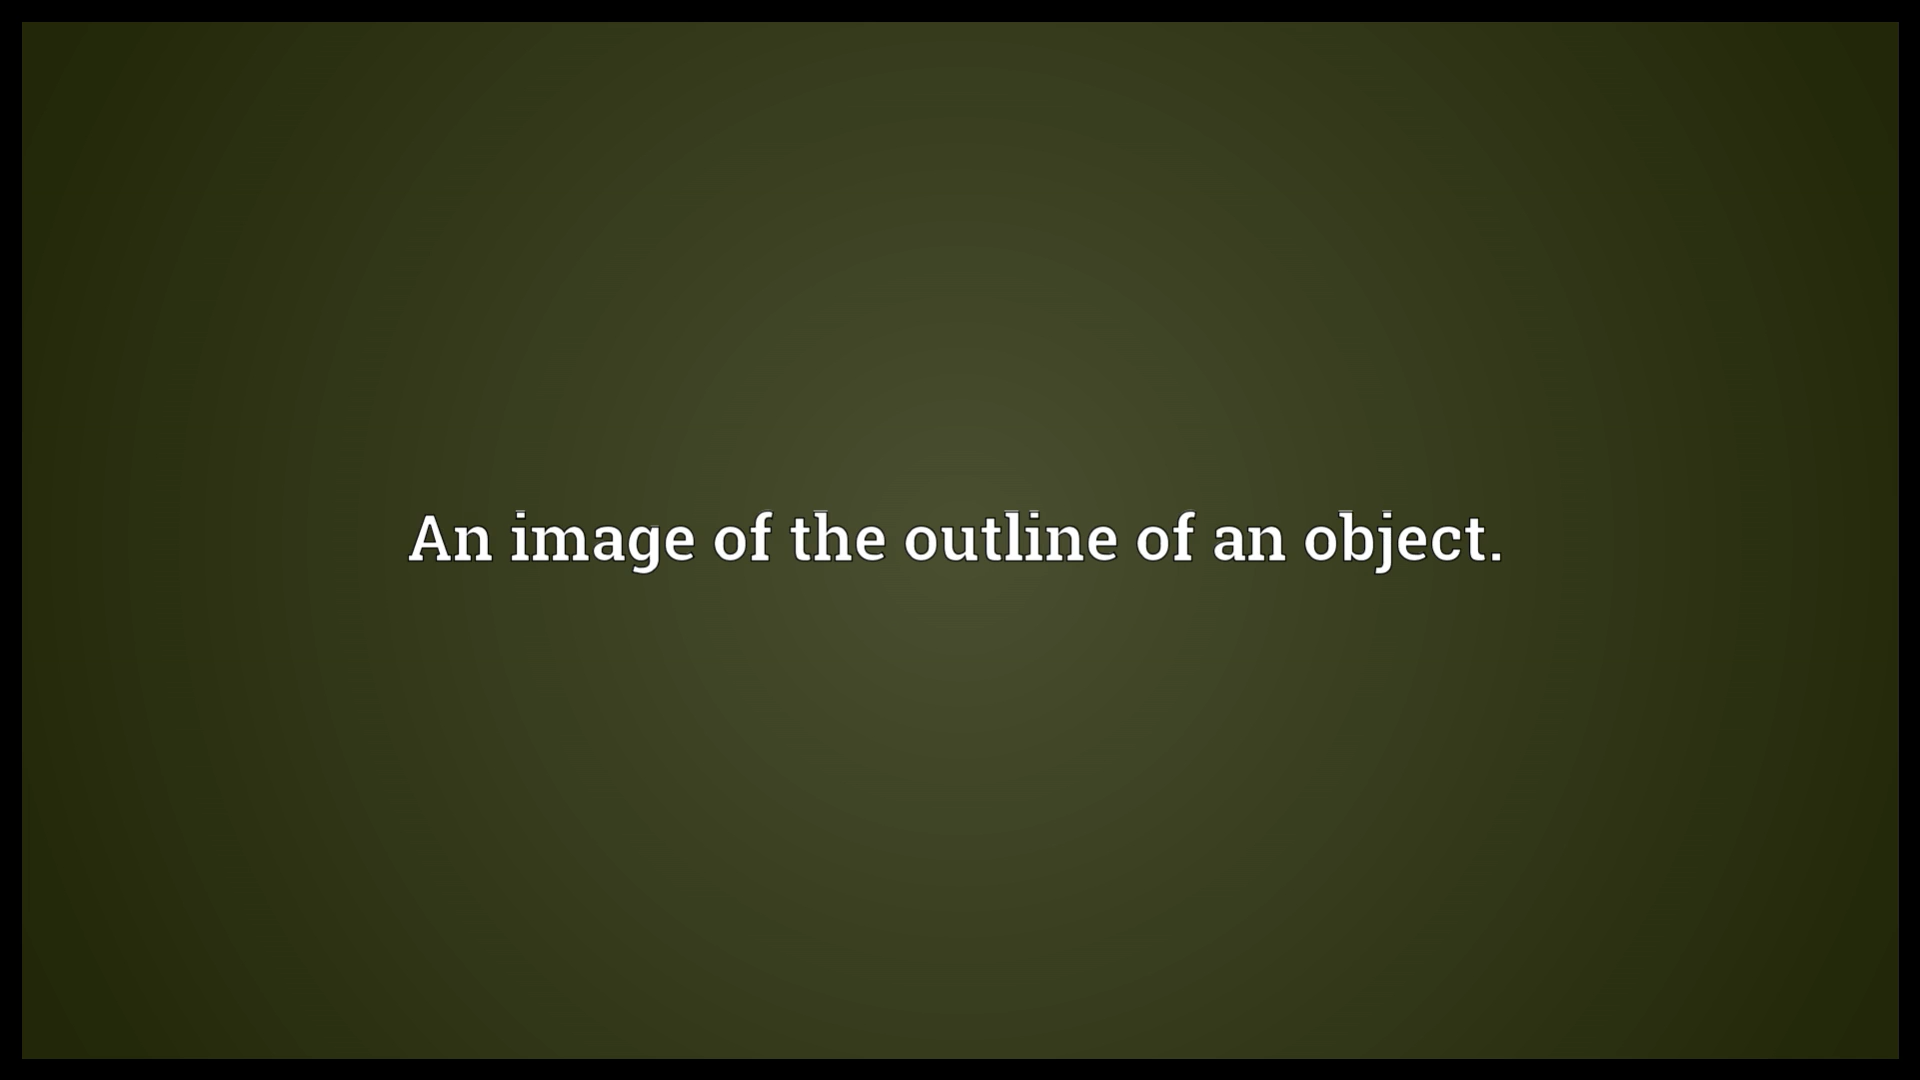 An image of the outline of an object.